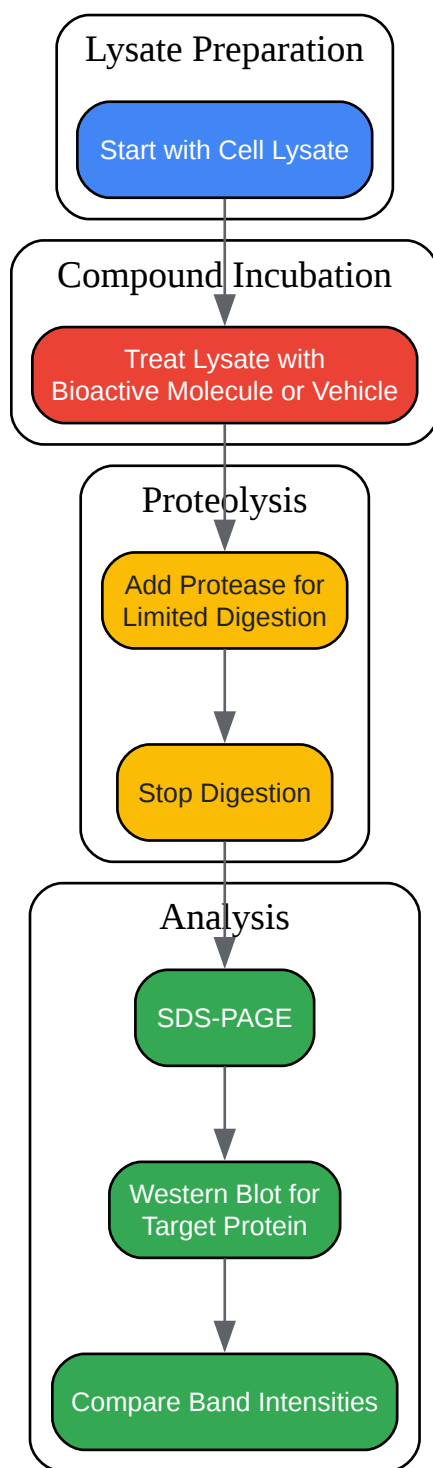 Lysate Preparation
Start with Cell Lysate
Compound Incubation
Treat Lysate with
Bioactive Molecule or Vehicle
Proteolysis
Add Protease for
Limited Digestion
Stop Digestion
Analysis
SDS-PAGE
Western Blot for
Target Protein
Compare Band Intensities